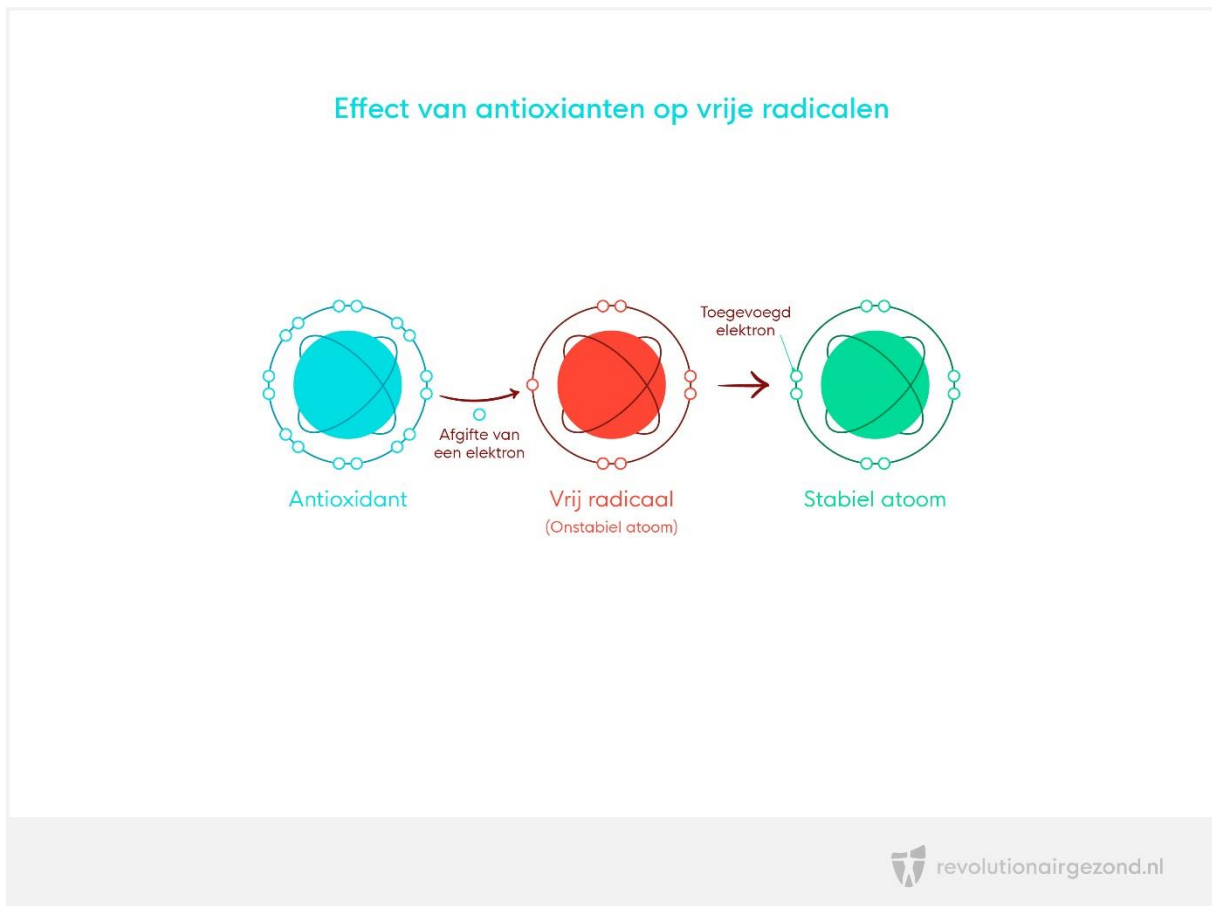 Effect van antioxianten op vrije radicalen
Toegevoegd
elektron
Afgifte van
een elektron
Antioxidant
Vrij radicaal
(Onstabiel atoom)
Stabiel atoom
revolutionairgezond.nl